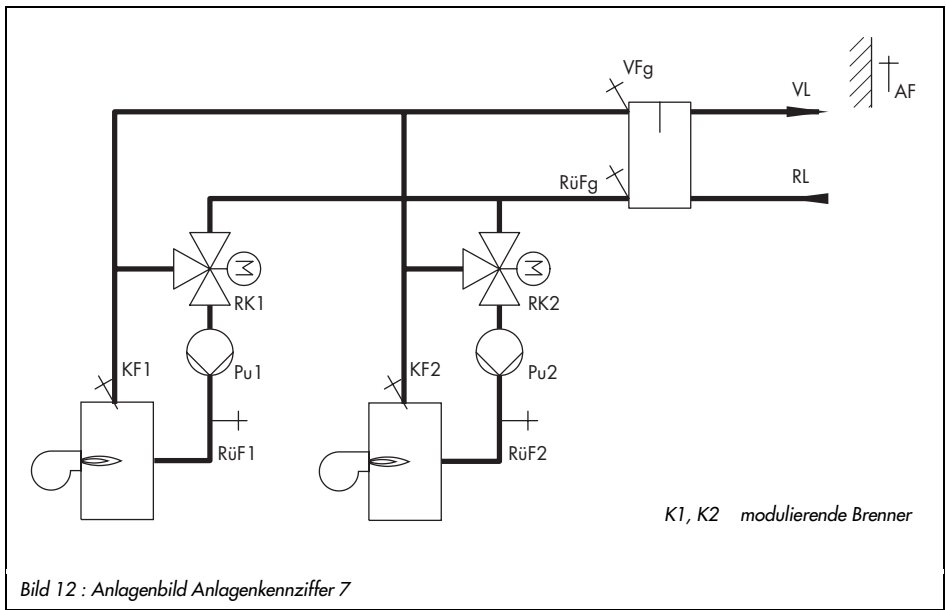 VFg
VL
AF
RüFg
RL
RK1
RK2
KF1
Pu1
KF2
Pu2
RüF1
RüF2
K1, K2 modulierende Brenner
Bild 12 : Anlagenbild Anlagenkennziffer 7